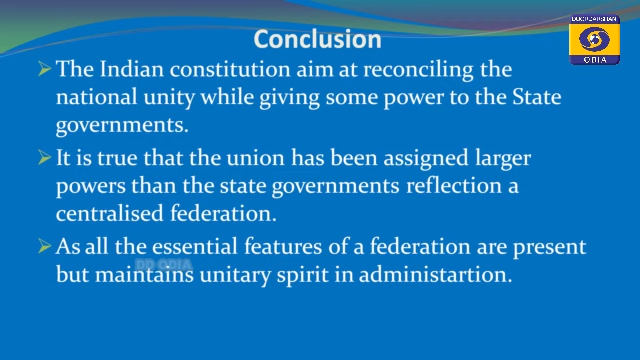 DOORDARSHAN
ODIA
Conclusion
The Indian constitution aim at reconciling the
national unity while giving some power to the State
governments.
It is true that the union has been assigned larger
powers than the state governments reflection a
centralised federation.
As all the essential features of a federation are present
but maintains unitary spirit in administartion.
DD ODIA